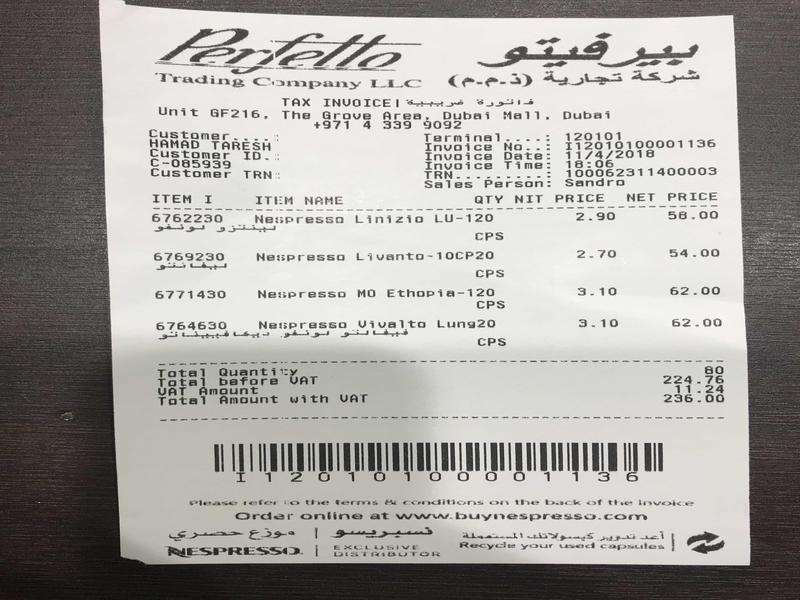 Perfetto بيرفيتو
Trading Company LLC شركة تجارية (ذ.م.م)
TAX INVOICE| فاتورة ضريبية
Unit GF216, The Grove Area, Dubai Mall, Dubai
+971 4 339 9092
Customer....: Terminal....: 120101
HAMAD TARESH Invoice No..: I12010100001136
Customer ID.: Invoice Date: 11/4/2018
C-085939 Invoice Time: 18:06
Customer TRN: TRN.........: 100062311400003
Sales Person: Sandro
ITEM I ITEM NAME QTY NIT PRICE NET PRICE
6762230 Nespresso Linizio LU-120 2.90 58.00
لينيتزو لونغو
CPS
6769230 Nespresso Livanto-10CP20 2.70 54.00
ليفانتو
CPS
6771430 Nespresso MO Ethopia-120 3.10 62.00
CPS
6764630 Nespresso Vivalto Lung20 3.10 62.00
فيفالتو لونغو ديكافييناتو
CPS
Total Quantity 80
Total before VAT 224.76
VAT Amount 11.24
Total Amount with VAT 236.00
I12010100001136
Please refer to the terms & conditions on the back of the invoice
Order online at www.buynespresso.com
موزع حصري | نسبريسو أعد تدوير كبسولاتك المستعملة
NESPRESSO. | EXCLUSIVE DISTRIBUTOR Recycle your used capsules